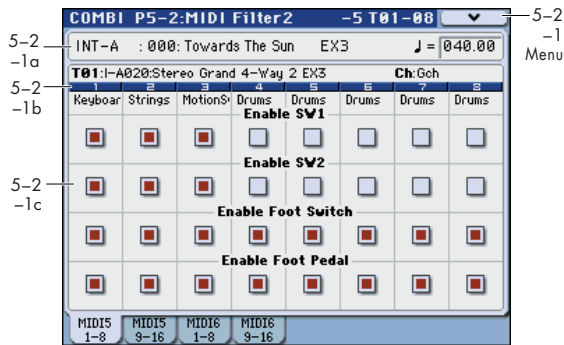 COMBI P5-2:MIDI Filter2 -5 T01-08
5-2
-1
Menu
5-2
-1a
INT-A : 000: Towards The Sun EX3 ♩ = 040.00
T01:I-A020:Stereo Grand 4-Way 2 EX3 Ch:Gch
5-2
-1b
1 2 3 4 5 6 7 8
Keyboar Strings MotionS Drums Drums Drums Drums Drums
Enable SW1
Enable SW2
5-2
-1c
Enable Foot Switch
Enable Foot Pedal
MIDI5 MIDI5 MIDI6 MIDI6
1-8 9-16 1-8 9-16